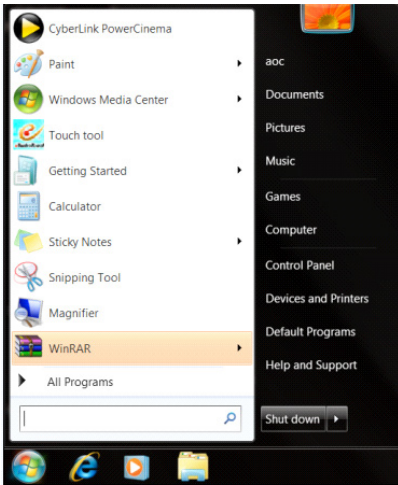 CyberLink PowerCinema
Paint
Windows Media Center
Touch tool
Getting Started
Calculator
Sticky Notes
Snipping Tool
Magnifier
WinRAR
All Programs
aoc
Documents
Pictures
Music
Games
Computer
Control Panel
Devices and Printers
Default Programs
Help and Support
Shut down